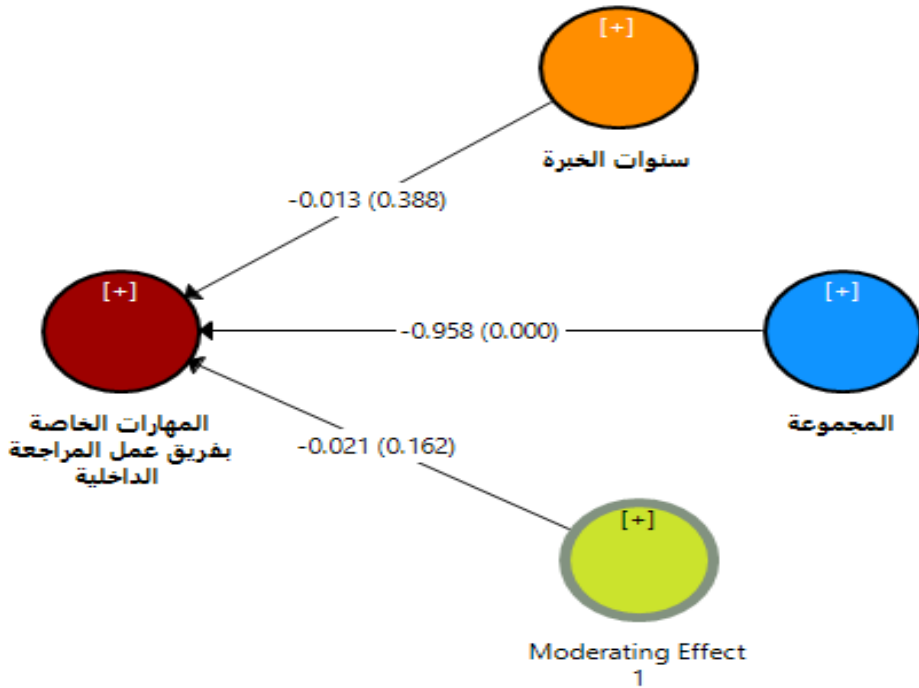 [+]
سنوات الخبرة
-0.013 (0.388)
[+]
المهارات الخاصة
بفريق عمل المراجعة
الداخلية
-0.958 (0.000)
[+]
المجموعة
-0.021 (0.162)
[+]
Moderating Effect
1